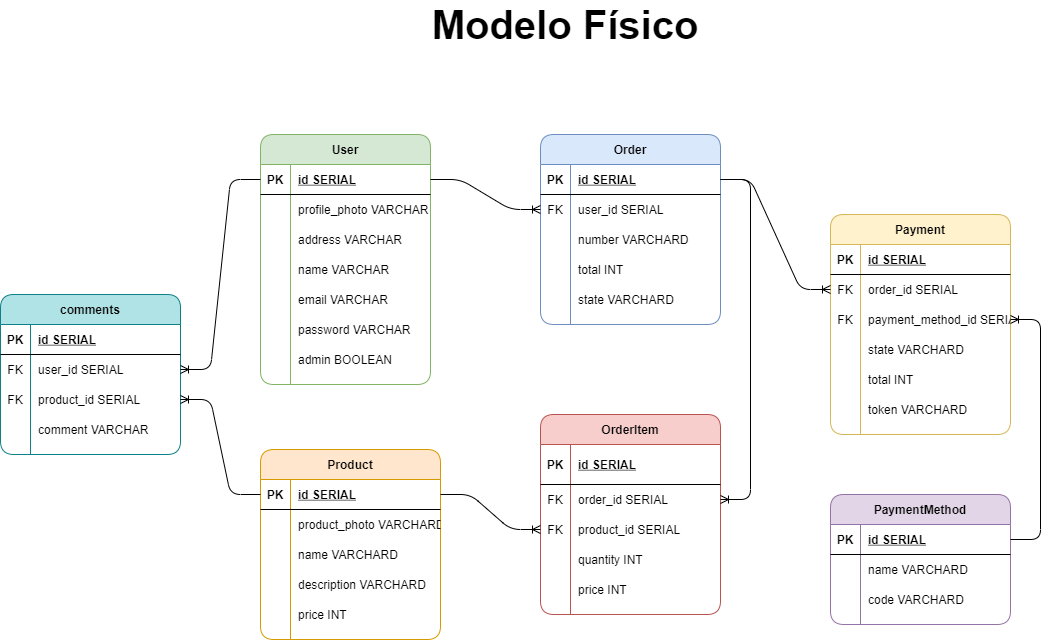 Modelo Físico
User
PK id SERIAL
profile_photo VARCHAR
address VARCHAR
name VARCHAR
email VARCHAR
password VARCHAR
admin BOOLEAN
Order
PK id SERIAL
FK user_id SERIAL
number VARCHARD
total INT
state VARCHARD
Payment
PK id SERIAL
FK order_id SERIAL
FK payment_method_id SERIA
state VARCHARD
total INT
token VARCHARD
comments
PK id SERIAL
FK user_id SERIAL
FK product_id SERIAL
comment VARCHAR
Product
PK id SERIAL
product_photo VARCHARD
name VARCHARD
description VARCHARD
price INT
OrderItem
PK id SERIAL
FK order_id SERIAL
FK product_id SERIAL
quantity INT
price INT
PaymentMethod
PK id SERIAL
name VARCHARD
code VARCHARD